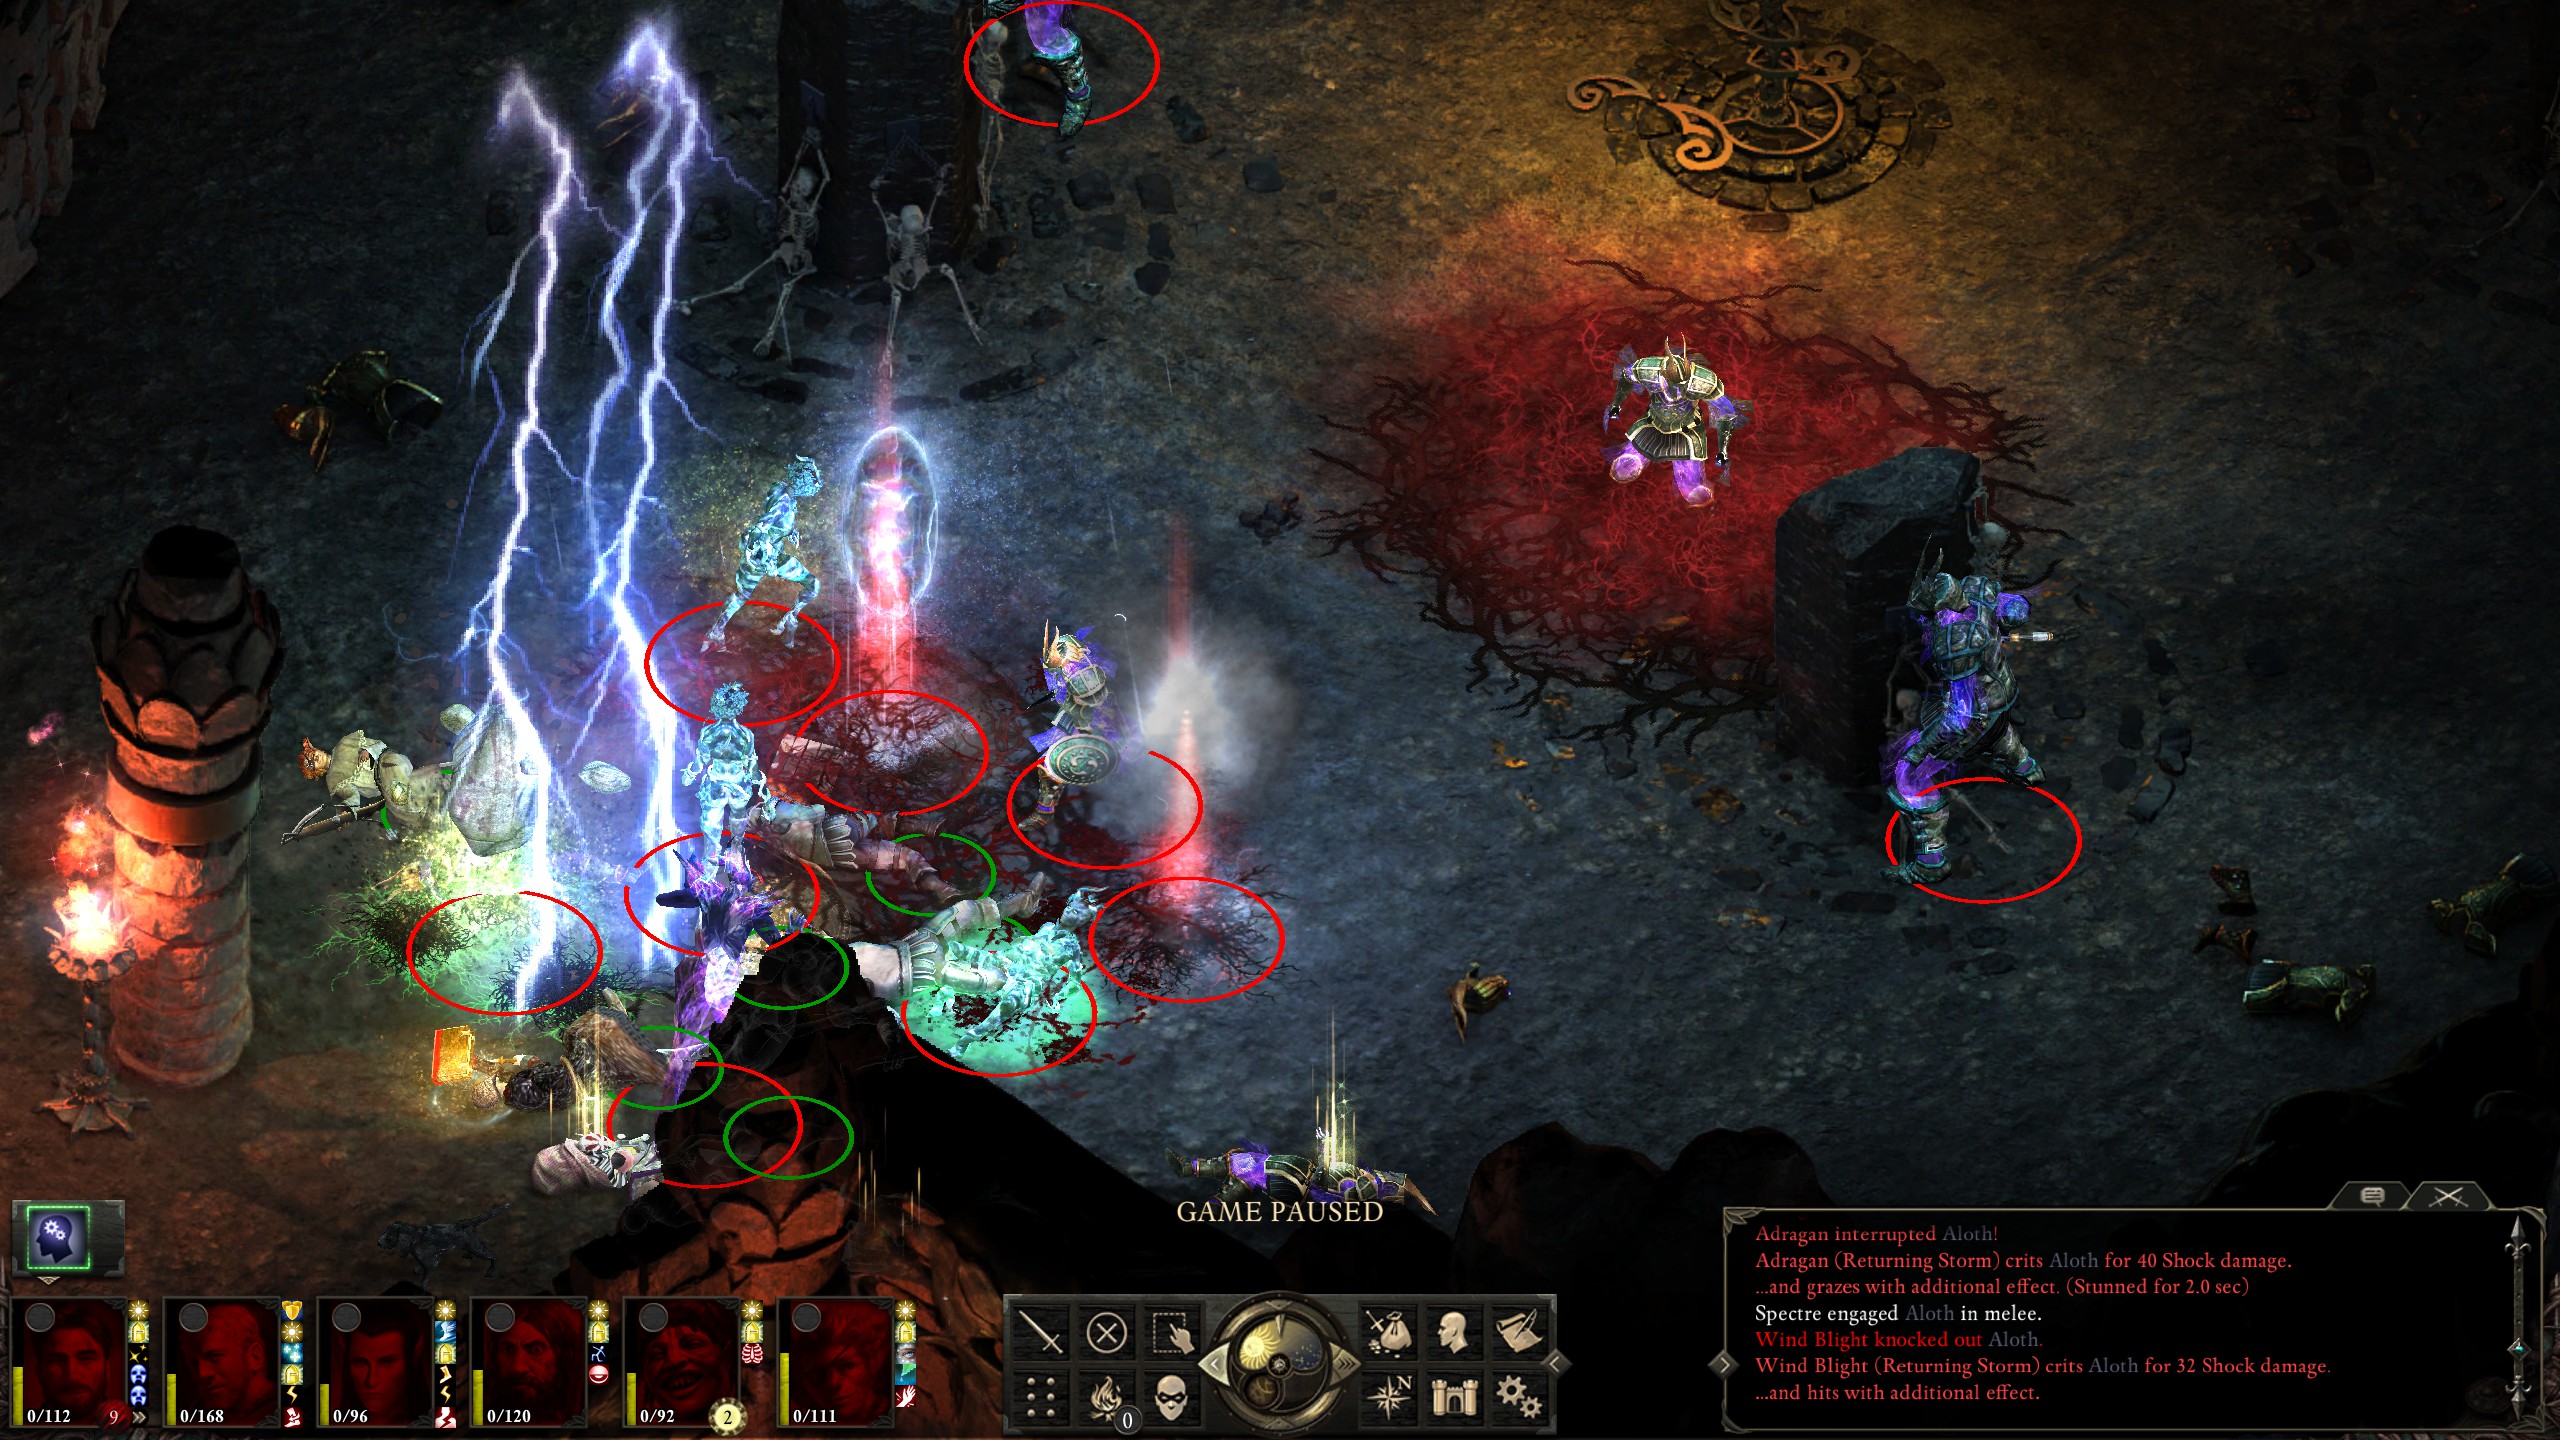 GAME PAUSED
Adragan interrupted Aloth!
Adragan (Returning Storm) crits Aloth for 40 Shock damage.
...and grazes with additional effect. (Stunned for 2.0 sec)
Spectre engaged Aloth in melee.
Wind Blight knocked out Aloth.
Wind Blight (Returning Storm) crits Aloth for 32 Shock damage.
...and hits with additional effect.
0/112 9
0/168
0/96
0/120
0/92 2
0/111
0
N